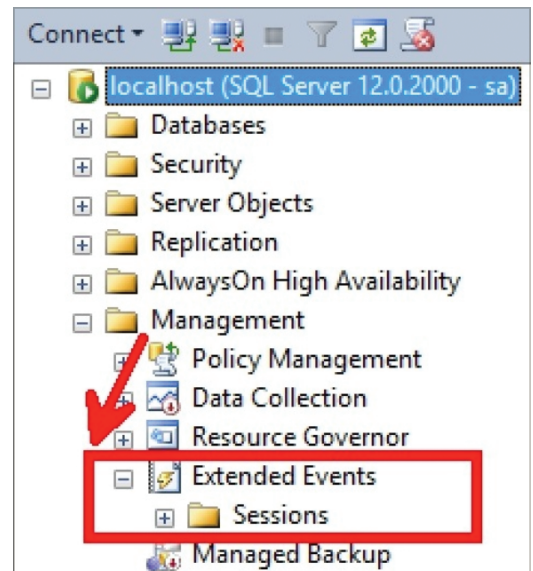 Connect
localhost (SQL Server 12.0.2000 - sa)
Databases
Security
Server Objects
Replication
AlwaysOn High Availability
Management
Policy Management
Data Collection
Resource Governor
Extended Events
Sessions
Managed Backup